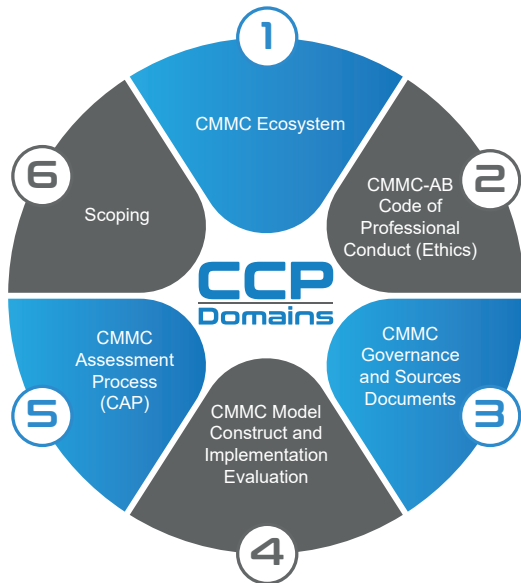 1
CMMC Ecosystem
2
CMMC-AB
Code of
Professional
Conduct (Ethics)
3
CMMC
Governance
and Sources
Documents
4
CMMC Model
Construct and
Implementation
Evaluation
5
CMMC
Assessment
Process
(CAP)
6
Scoping
CCP
Domains